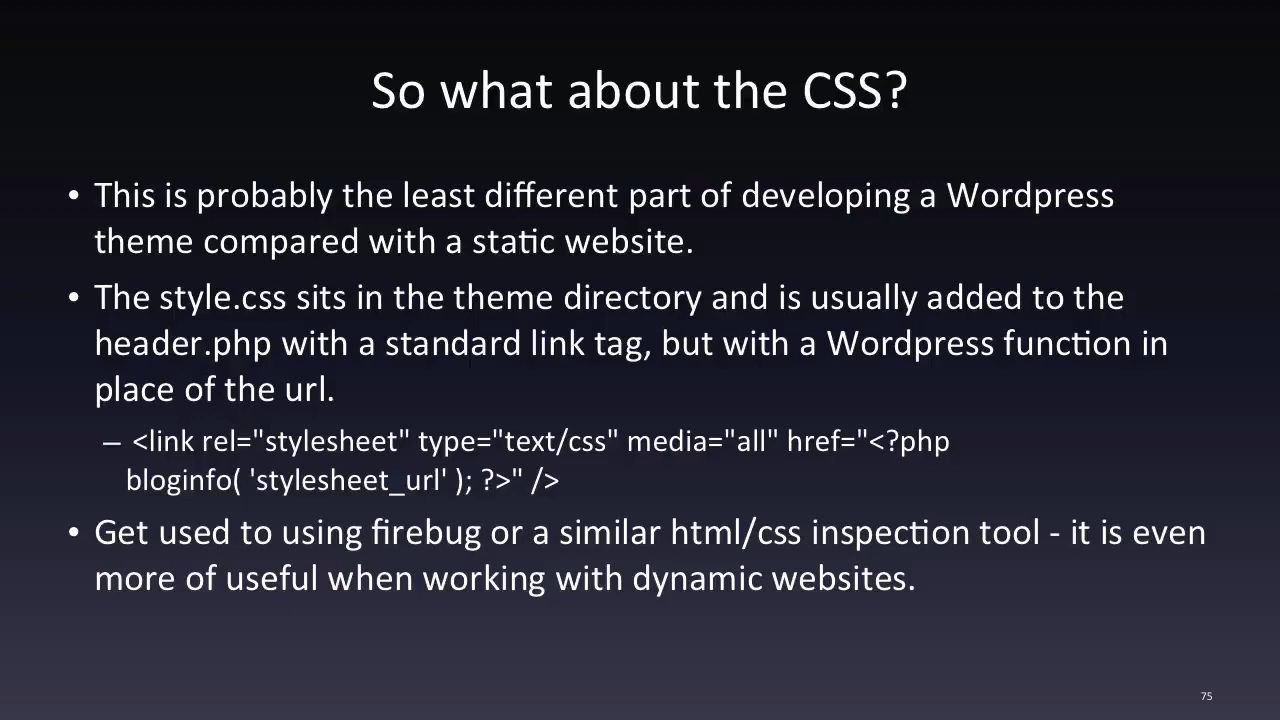 So what about the CSS?
• This is probably the least different part of developing a Wordpress
theme compared with a static website.
• The style.css sits in the theme directory and is usually added to the
header.php with a standard link tag, but with a Wordpress function in
place of the url.
– <link rel="stylesheet" type="text/css" media="all" href="<?php
bloginfo( 'stylesheet_url' ); ?>" />
• Get used to using firebug or a similar html/css inspection tool - it is even
more of useful when working with dynamic websites.
75